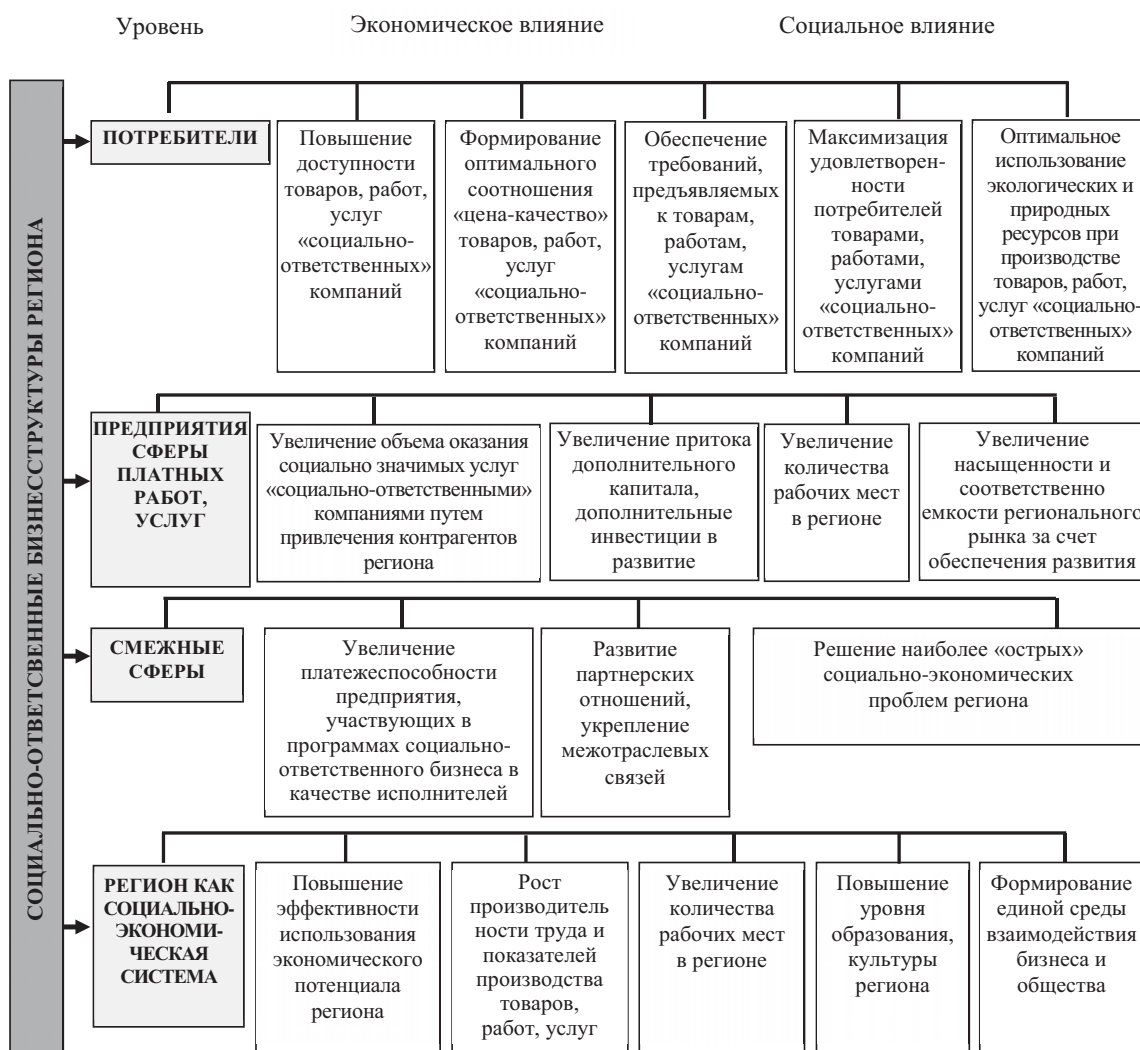 Уровень
Экономическое влияние
Социальное влияние
СОЦИАЛЬНО-ОТВЕТСВЕННЫЕ БИЗНЕССТРУКТУРЫ РЕГИОНА
ПОТРЕБИТЕЛИ
Повышение
доступности
товаров, работ,
услуг
«социально-
ответственных»
компаний
Формирование
оптимального
соотношения
«цена-качество»
товаров, работ,
услуг
«социально-
ответственных»
компаний
Обеспечение
требований,
предъявляемых
к товарам,
работам,
услугам
«социально-
ответственных»
компаний
Максимизация
удовлетворен-
ности
потребителей
товарами,
работами,
услугами
«социально-
ответственных»
компаний
Оптимальное
использование
экологических и
природных
ресурсов при
производстве
товаров, работ,
услуг «социально-
ответственных»
компаний
ПРЕДПРИЯТИЯ
СФЕРЫ
ПЛАТНЫХ
РАБОТ,
УСЛУГ
Увеличение объема оказания
социально значимых услуг
«социально-ответственными»
компаниями путем
привлечения контрагентов
региона
Увеличение притока
дополнительного
капитала,
дополнительные
инвестиции в
развитие
Увеличение
количества
рабочих мест
в регионе
Увеличение
насыщенности и
соответственно
емкости регионального
рынка за счет
обеспечения развития
СМЕЖНЫЕ
СФЕРЫ
Увеличение
платежеспособности
предприятия,
участвующих в
программах социально-
ответственного бизнеса в
качестве исполнителей
Развитие
партнерских
отношений,
укрепление
межотраслевых
связей
Решение наиболее «острых»
социально-экономических
проблем региона
РЕГИОН КАК
СОЦИАЛЬНО-
ЭКОНОМИ-
ЧЕСКАЯ
СИСТЕМА
Повышение
эффективности
использования
экономического
потенциала
региона
Рост
производитель
ности труда и
показателей
производства
товаров,
работ, услуг
Увеличение
количества
рабочих мест
в регионе
Повышение
уровня
образования,
культуры
региона
Формирование
единой среды
взаимодействия
бизнеса и
общества